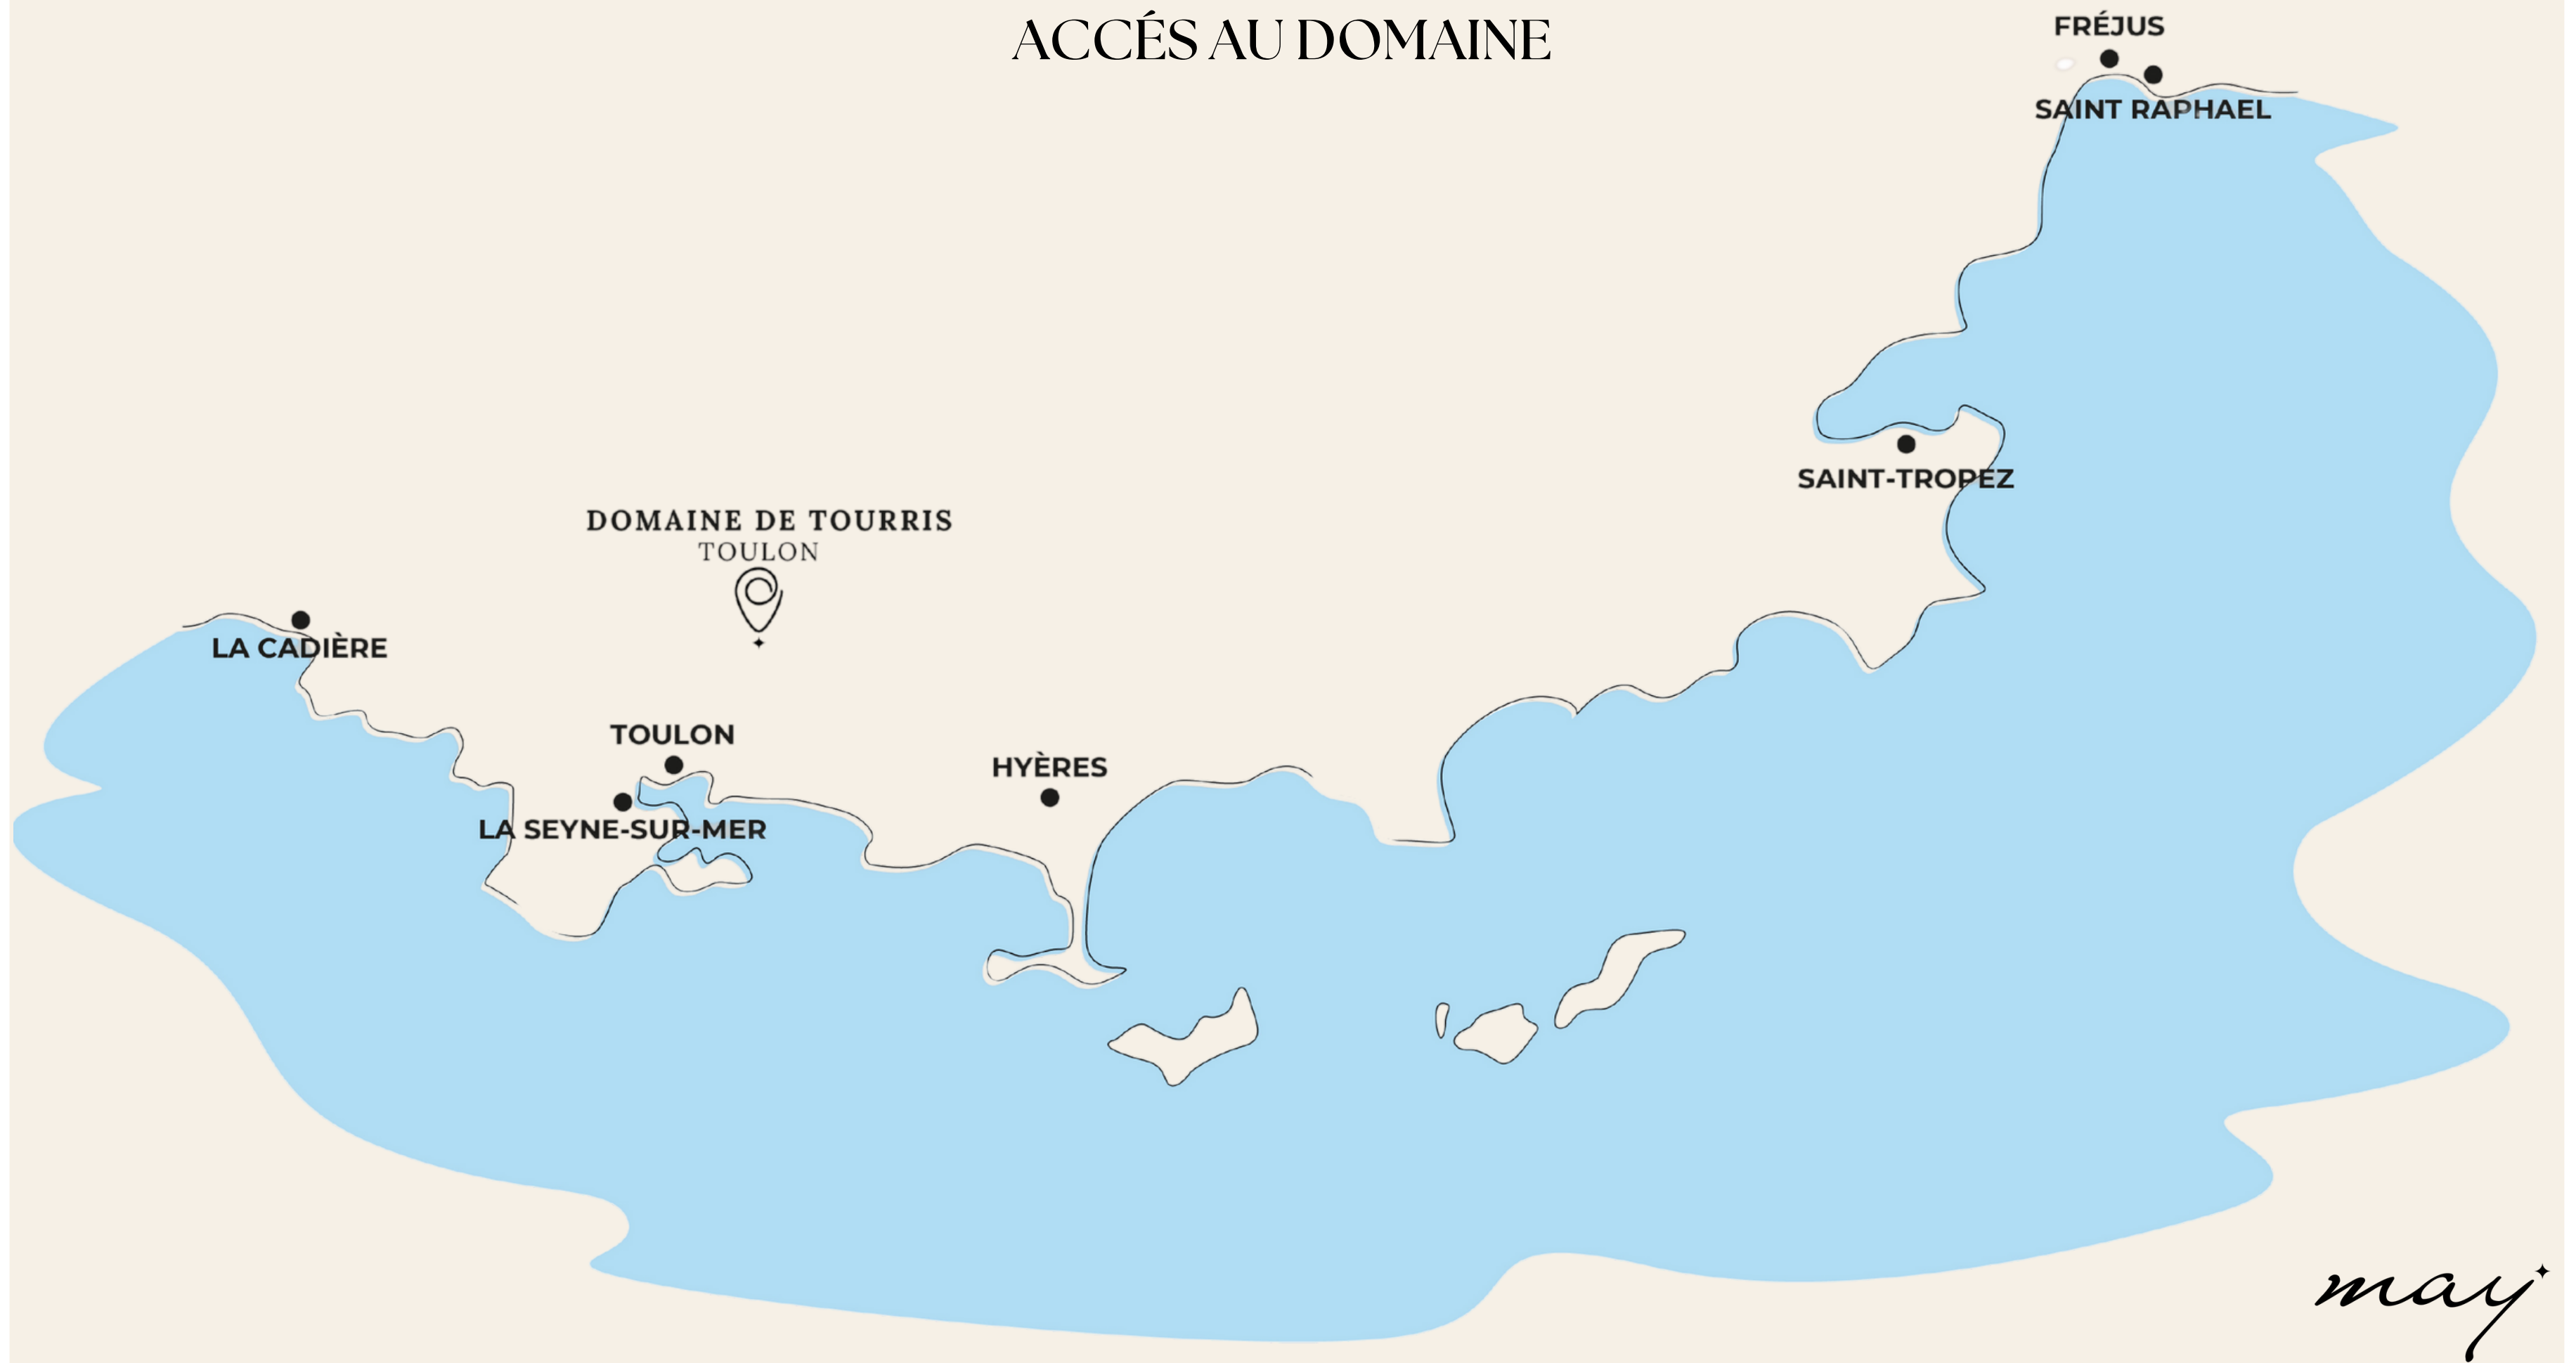 ACCÉS AU DOMAINE
FRÉJUS
SAINT RAPHAEL
SAINT-TROPEZ
DOMAINE DE TOURRIS
TOULON
LA CADIÈRE
TOULON
HYÈRES
LA SEYNE-SUR-MER
may